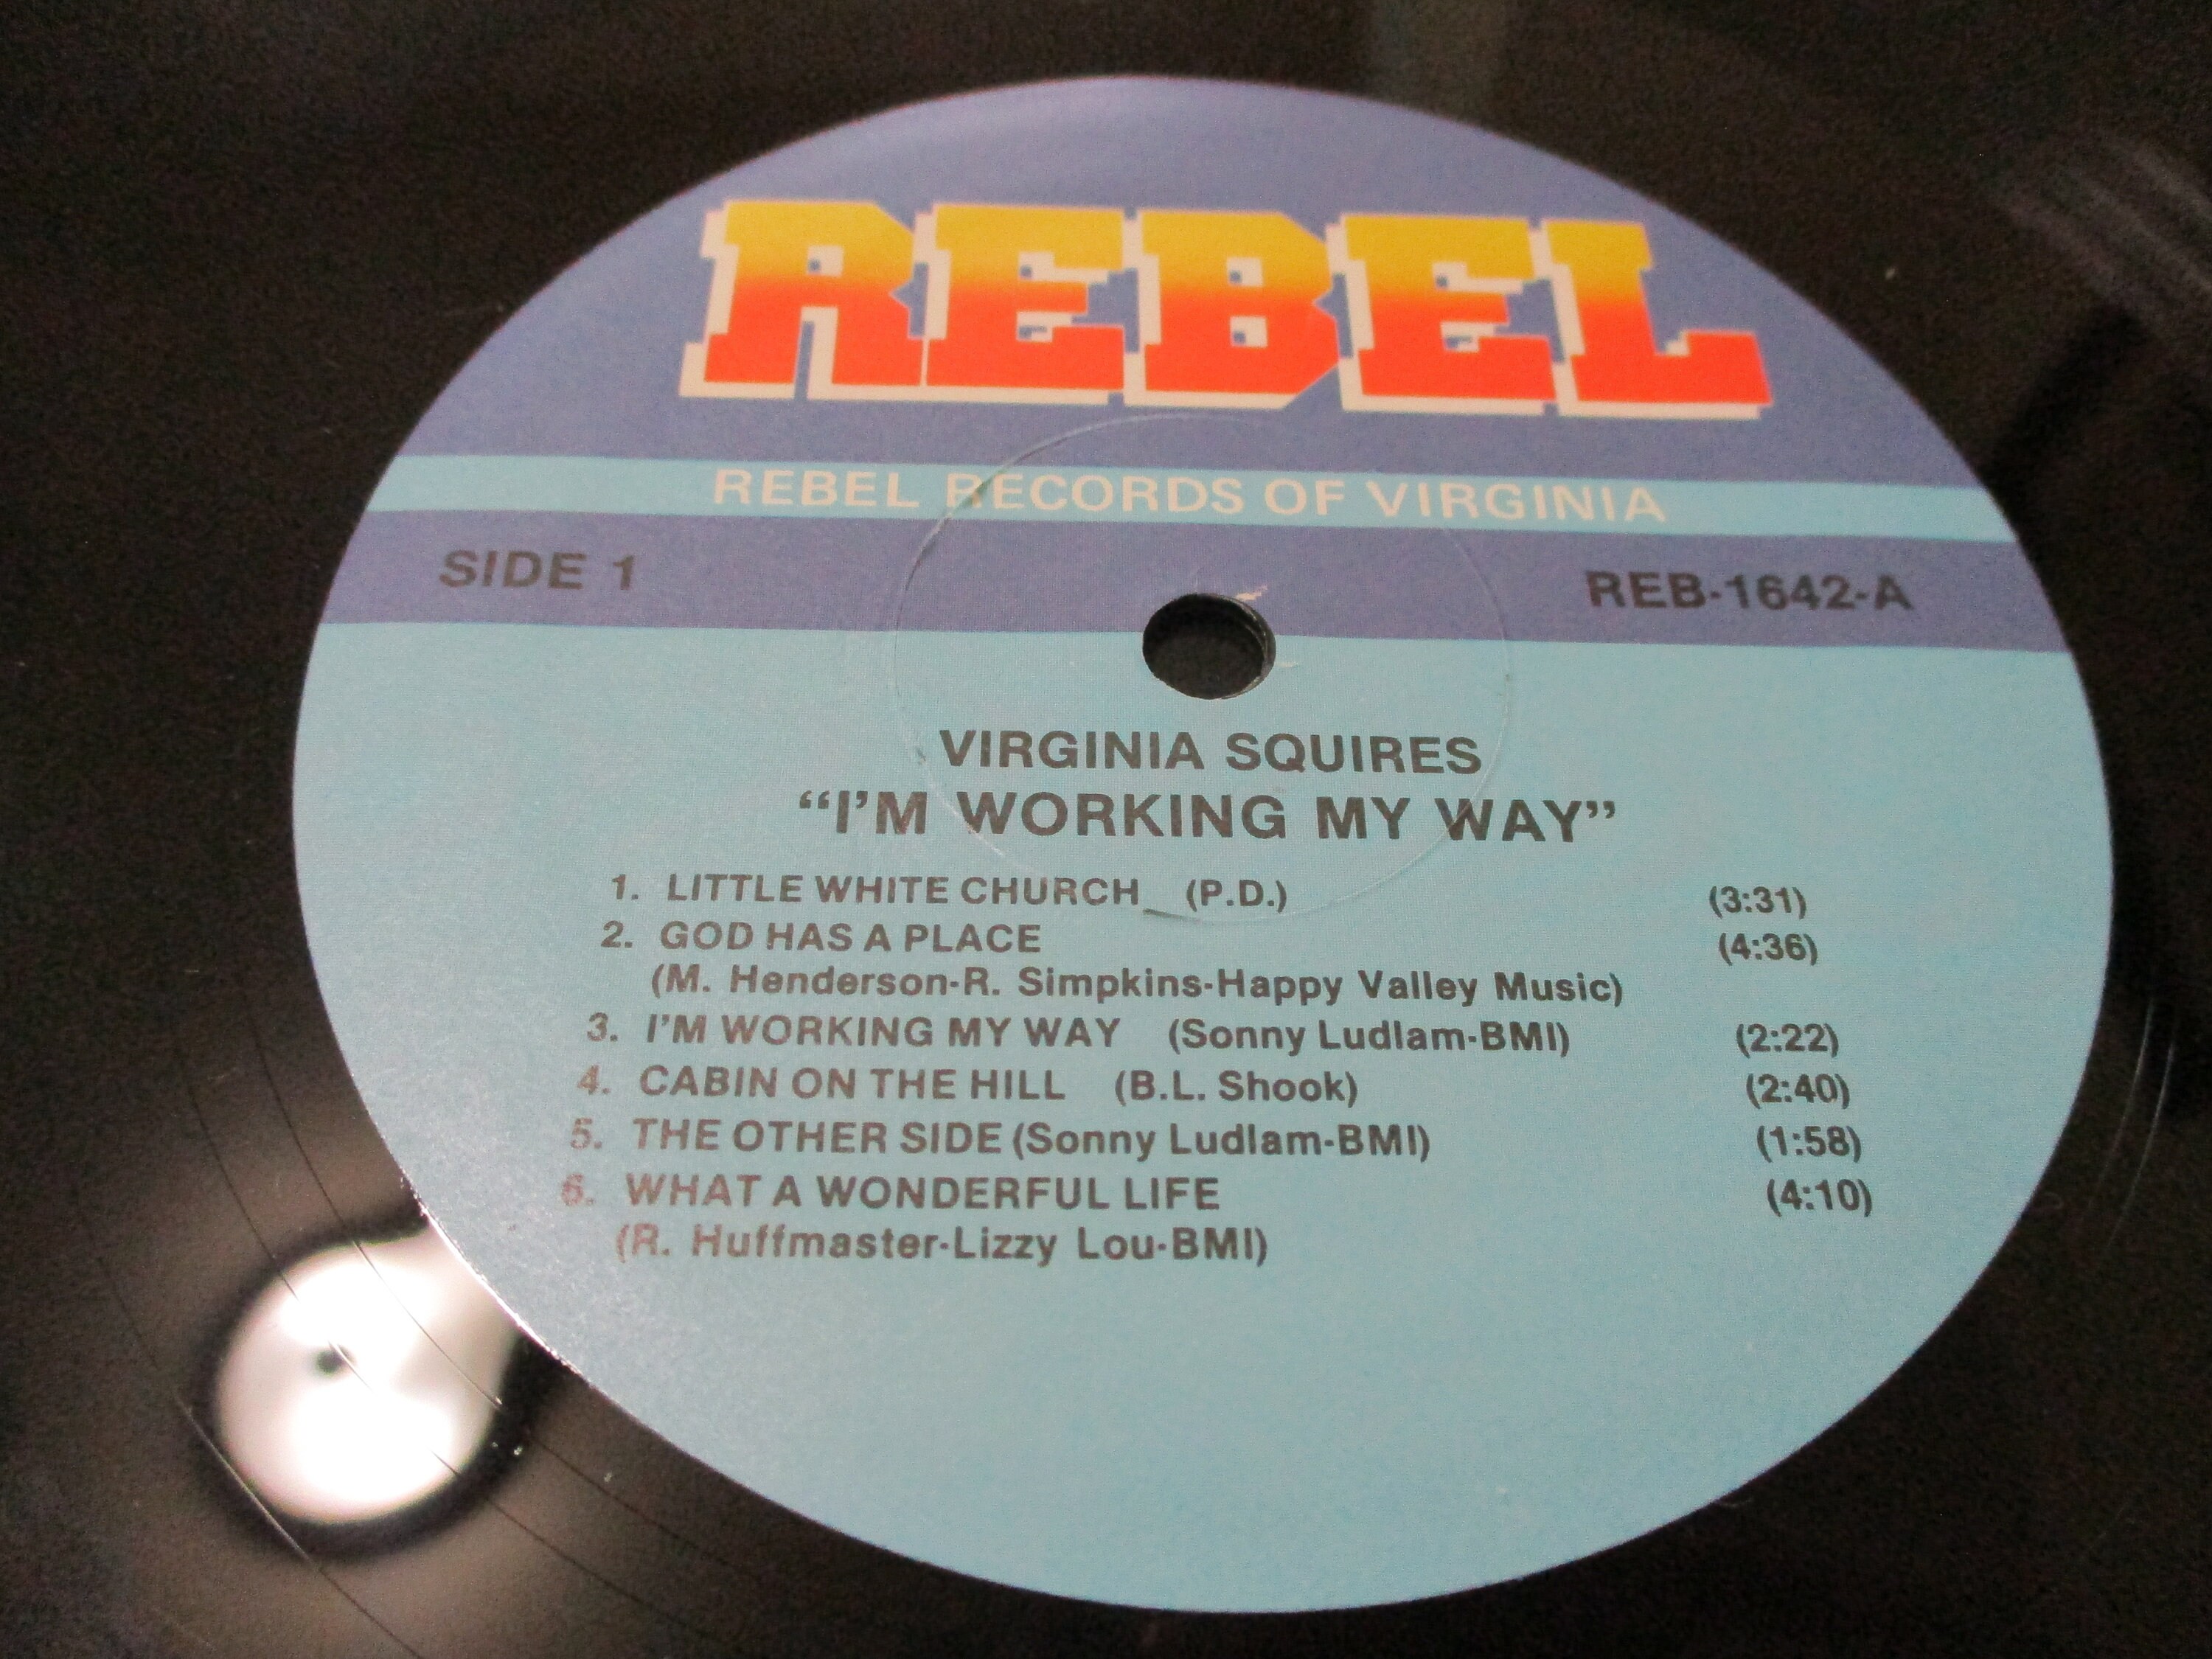 REBEL
REBEL RECORDS OF VIRGINIA
SIDE 1 REB-1642-A
VIRGINIA SQUIRES
“I’M WORKING MY WAY”
1. LITTLE WHITE CHURCH (P.D.) (3:31)
2. GOD HAS A PLACE (4:36)
(M. Henderson-R. Simpkins-Happy Valley Music)
3. I’M WORKING MY WAY (Sonny Ludlam-BMI) (2:22)
4. CABIN ON THE HILL (B.L. Shook) (2:40)
5. THE OTHER SIDE (Sonny Ludlam-BMI) (1:58)
6. WHAT A WONDERFUL LIFE (4:10)
(R. Huffmaster-Lizzy Lou-BMI)